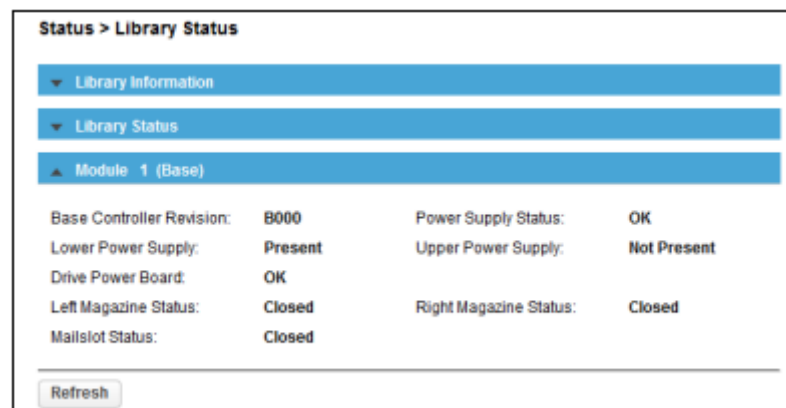 Status > Library Status
Library Information
Library Status
Module 1 (Base)
Base Controller Revision: B000 Power Supply Status: OK
Lower Power Supply: Present Upper Power Supply: Not Present
Drive Power Board: OK
Left Magazine Status: Closed Right Magazine Status: Closed
Mailslot Status: Closed
Refresh